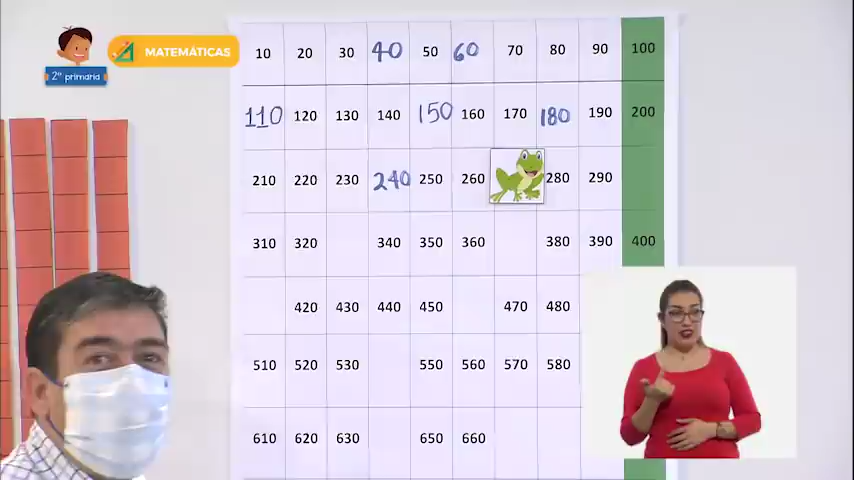 MATEMÁTICAS
2º primaria
10 20 30 40 50 60 70 80 90 100
110 120 130 140 150 160 170 180 190 200
210 220 230 240 250 260 280 290
310 320 340 350 360 380 390 400
420 430 440 450 470 480
510 520 530 550 560 570 580
610 620 630 650 660